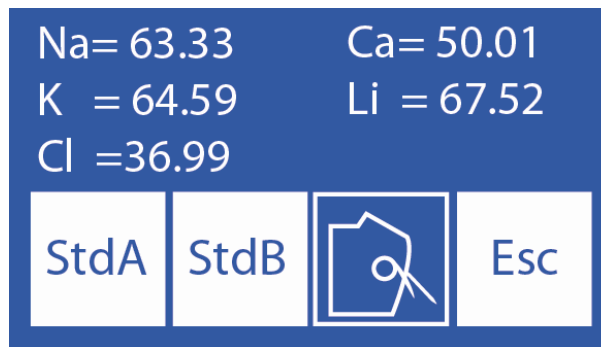 Na= 63.33 Ca= 50.01
K = 64.59 Li = 67.52
Cl =36.99
StdA StdB Esc